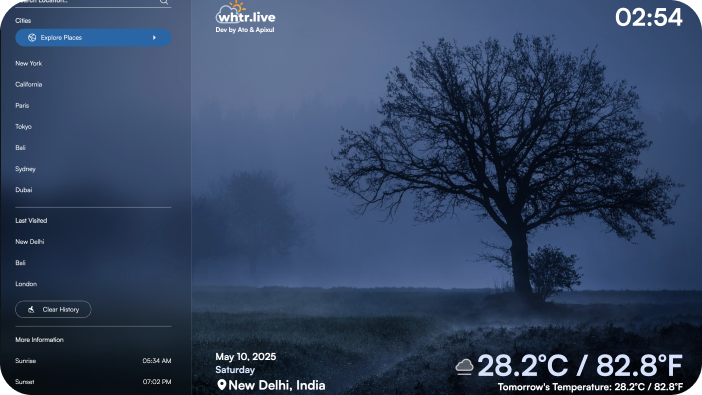 Search Location...
Cities
Explore Places
New York
California
Paris
Tokyo
Bali
Sydney
Dubai
Last Visited
New Delhi
Bali
London
Clear History
More Information
Sunrise 05:34 AM
Sunset 07:02 PM
whtr.live
Dev by Ato & Apixul
02:54
May 10, 2025
Saturday
New Delhi, India
28.2°C / 82.8°F
Tomorrow's Temperature: 28.2°C / 82.8°F